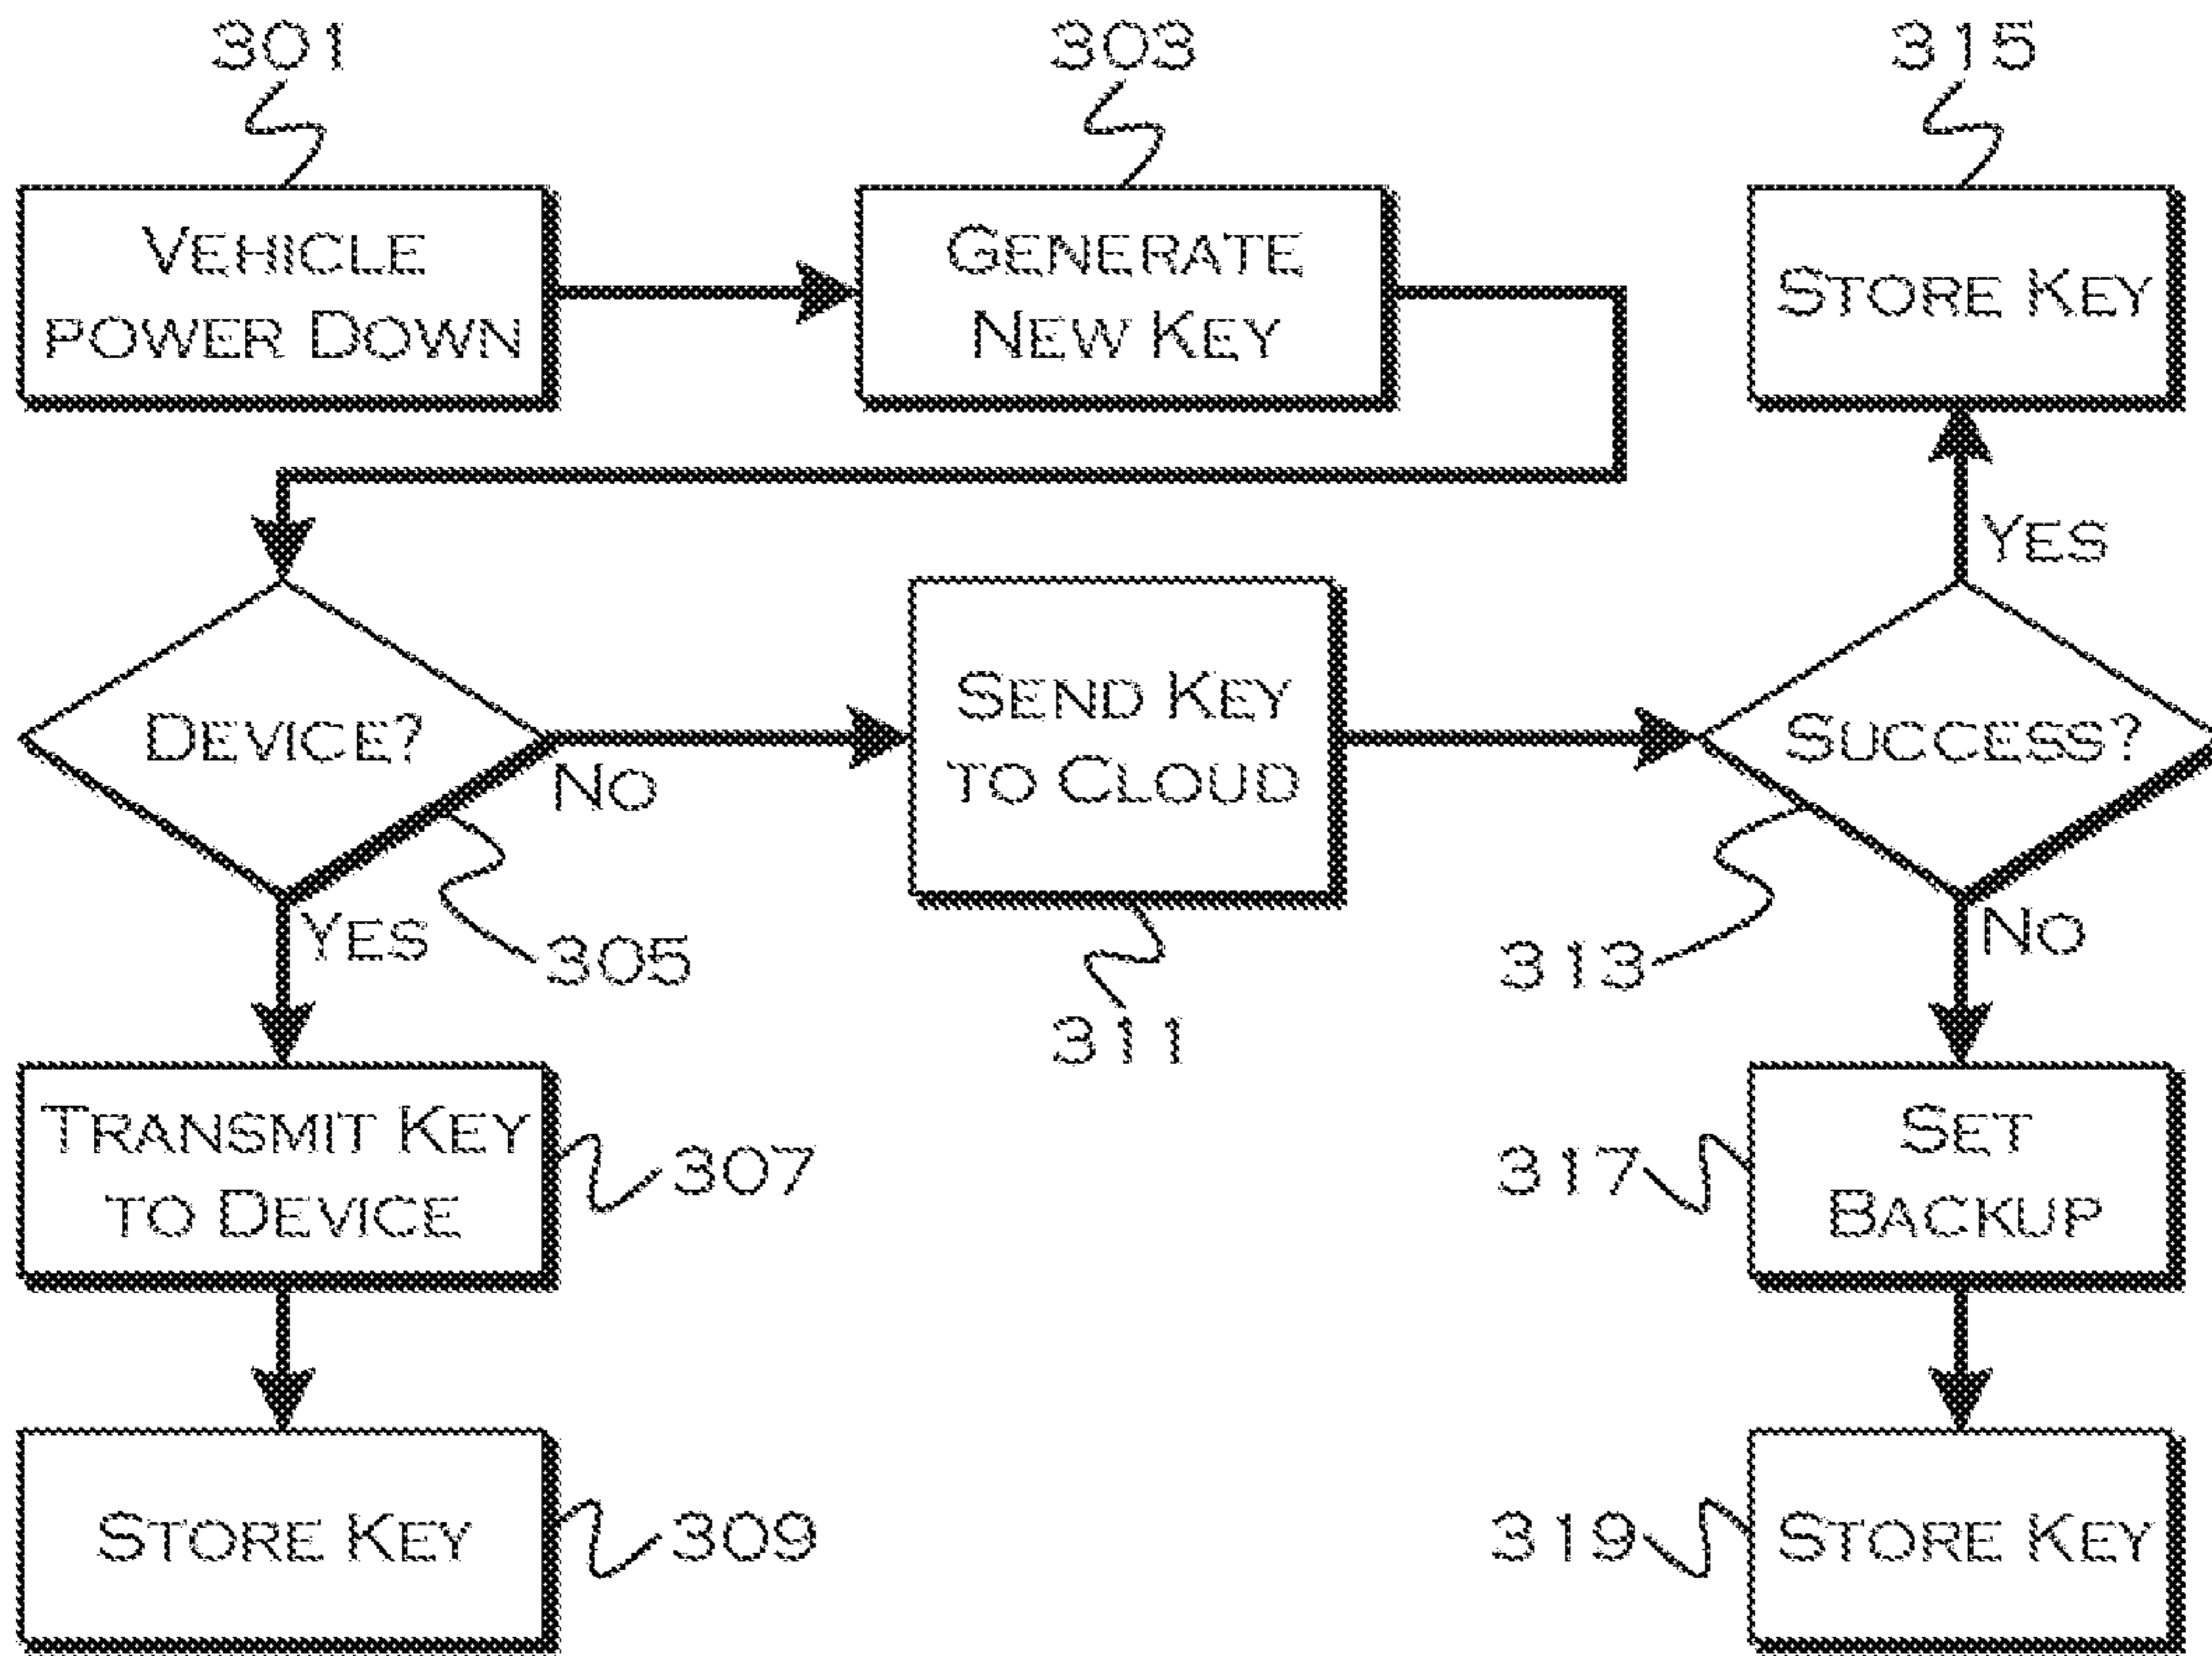 301
303
315
VEHICLE
POWER DOWN
GENERATE
NEW KEY
STORE KEY
YES
DEVICE?
NO
SEND KEY
TO CLOUD
SUCCESS?
YES
305
311
313
NO
TRANSMIT KEY
TO DEVICE
307
317
SET
BACKUP
STORE KEY
309
319
STORE KEY